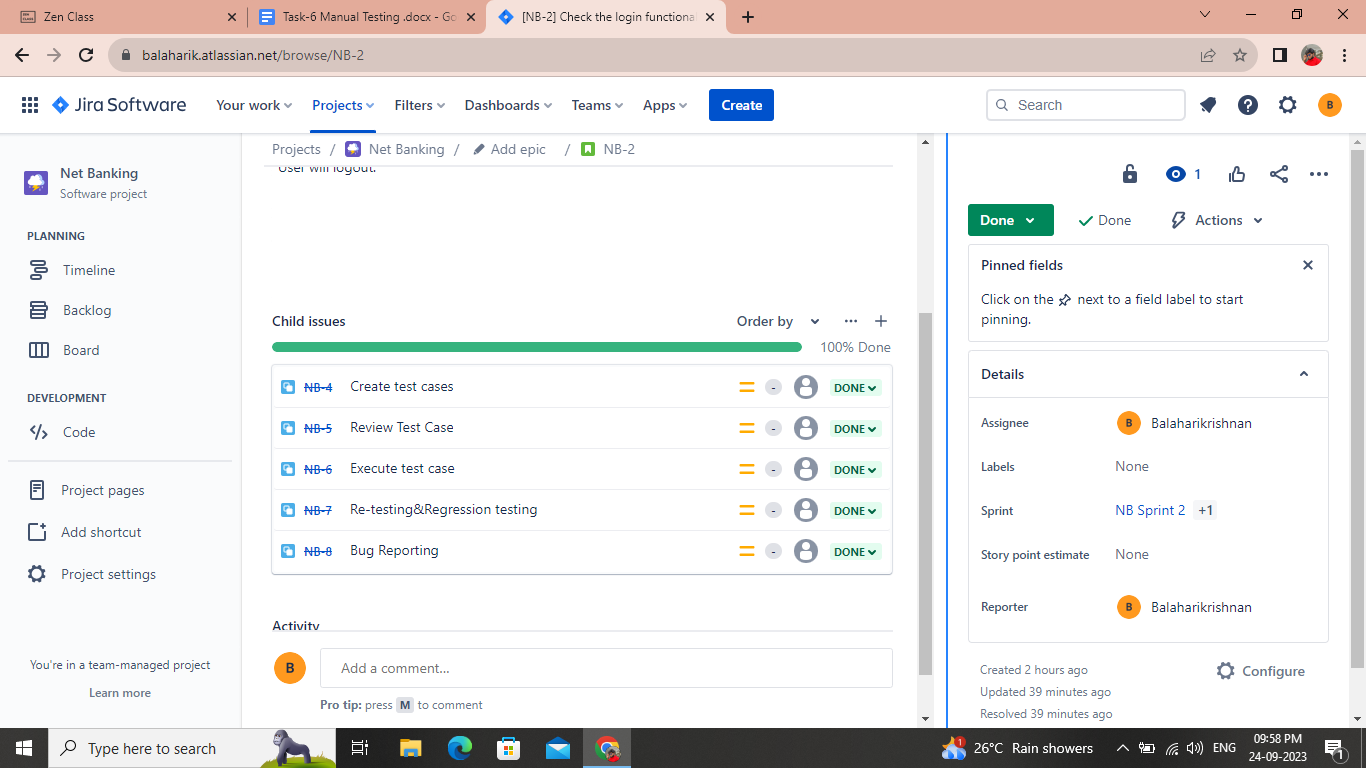 Zen Class
Task-6 Manual Testing .docx - Go
[NB-2] Check the login functiona
balaharik.atlassian.net/browse/NB-2
Jira Software
Your work
Projects
Filters
Dashboards
Teams
Apps
Create
Search
B
Net Banking
Software project
PLANNING
Timeline
Backlog
Board
DEVELOPMENT
Code
Project pages
Add shortcut
Project settings
You're in a team-managed project
Learn more
Projects / Net Banking / Add epic / NB-2
User will logout.
Child issues
Order by
100% Done
NB-4 Create test cases - DONE
NB-5 Review Test Case - DONE
NB-6 Execute test case - DONE
NB-7 Re-testing&Regression testing - DONE
NB-8 Bug Reporting - DONE
Activity
B
Add a comment...
Pro tip: press M to comment
1
Done
Done
Actions
Pinned fields
Click on the next to a field label to start
pinning.
Details
Assignee B Balaharikrishnan
Labels None
Sprint NB Sprint 2 +1
Story point estimate None
Reporter B Balaharikrishnan
Created 2 hours ago
Updated 39 minutes ago
Resolved 39 minutes ago
Configure
Type here to search
1
26°C Rain showers
ENG
09:58 PM
24-09-2023
1